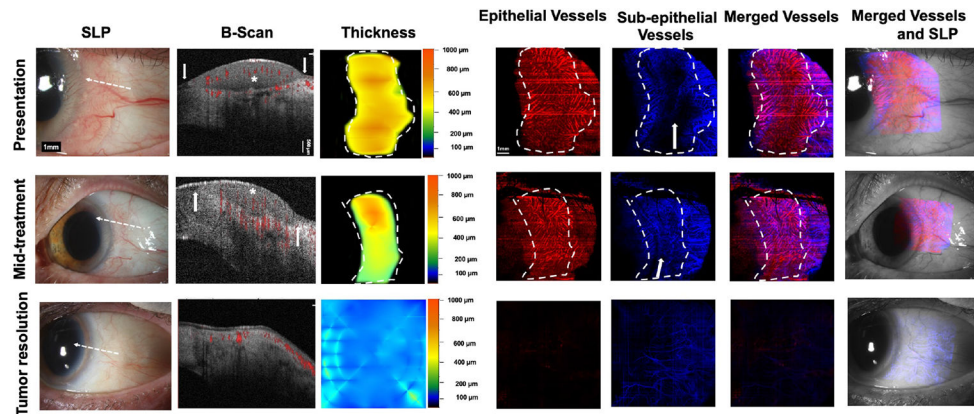 SLP
B-Scan
Thickness
Epithelial Vessels
Sub-epithelial
Vessels
Merged Vessels
Merged Vessels
and SLP
Presentation
1mm
*
1000 µm
800 µm
600 µm
400 µm
200 µm
100 µm
1mm
Mid-treatment
*
1000 µm
800 µm
600 µm
400 µm
200 µm
100 µm
Tumor resolution
1000 µm
800 µm
600 µm
400 µm
200 µm
100 µm